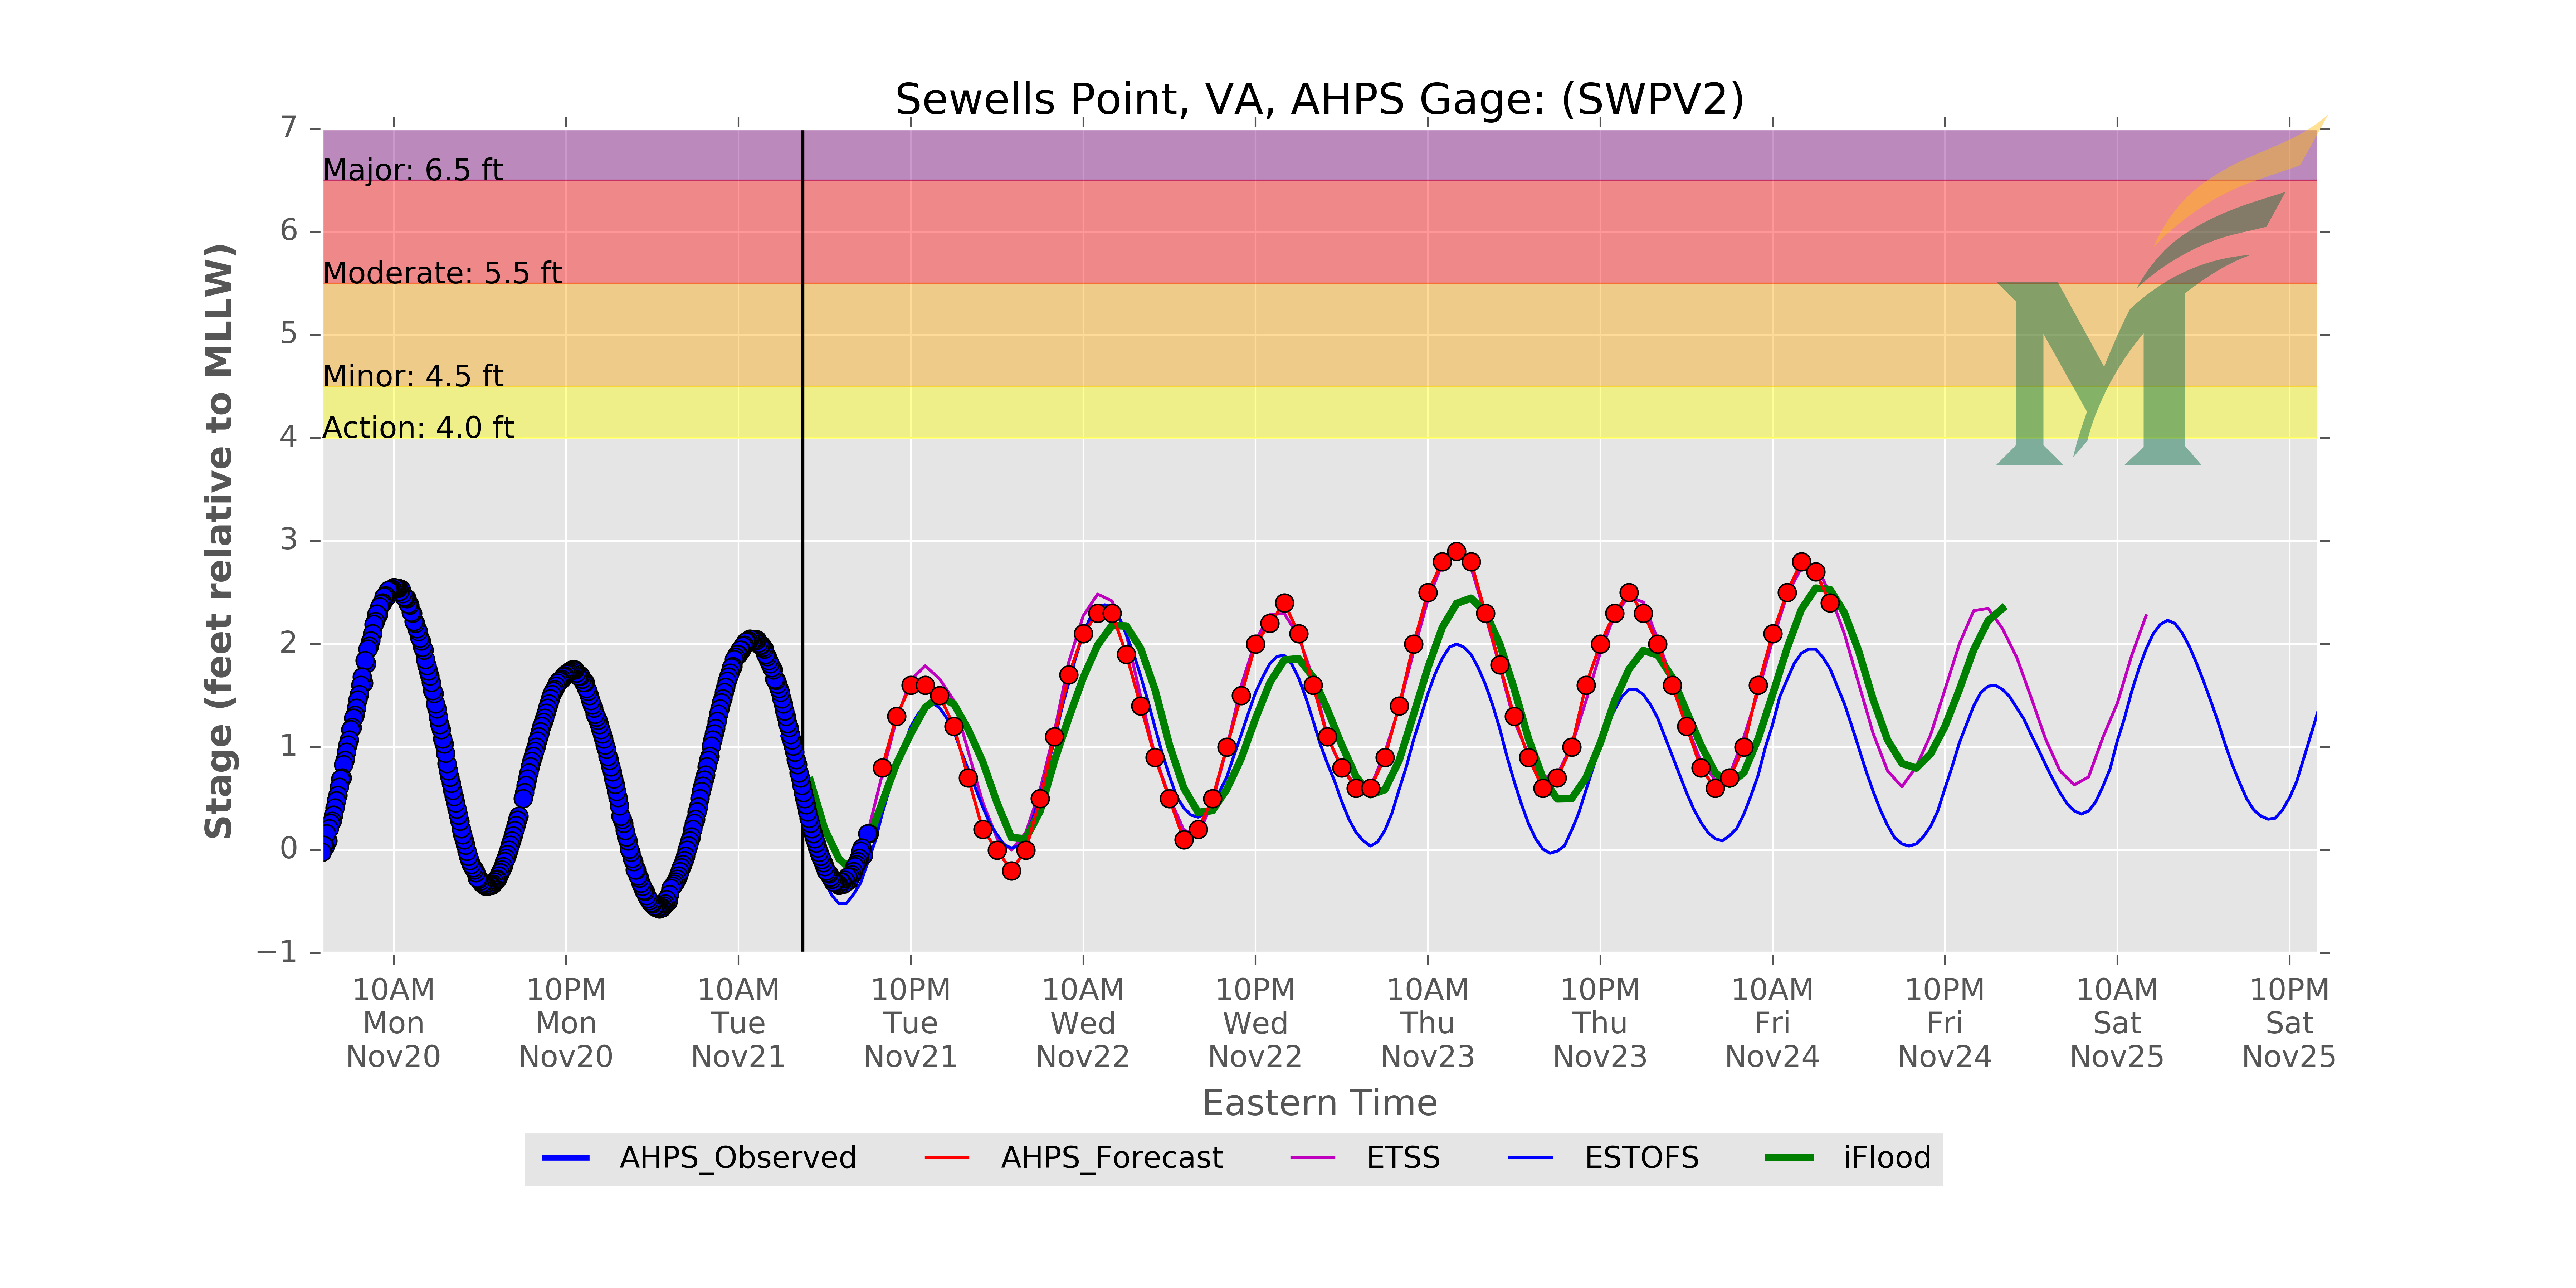 Sewells Point, VA, AHPS Gage: (SWPV2)
7
Major: 6.5 ft
6
Moderate: 5.5 ft
5
Minor: 4.5 ft
Action: 4.0 ft
4
3
2
1
0
−1
Stage (feet relative to MLLW)
10AM 10PM 10AM 10PM 10AM 10PM 10AM 10PM 10AM 10PM 10AM 10PM
Mon Mon Tue Tue Wed Wed Thu Thu Fri Fri Sat Sat
Nov20 Nov20 Nov21 Nov21 Nov22 Nov22 Nov23 Nov23 Nov24 Nov24 Nov25 Nov25
Eastern Time
AHPS_Observed AHPS_Forecast ETSS ESTOFS iFlood
M